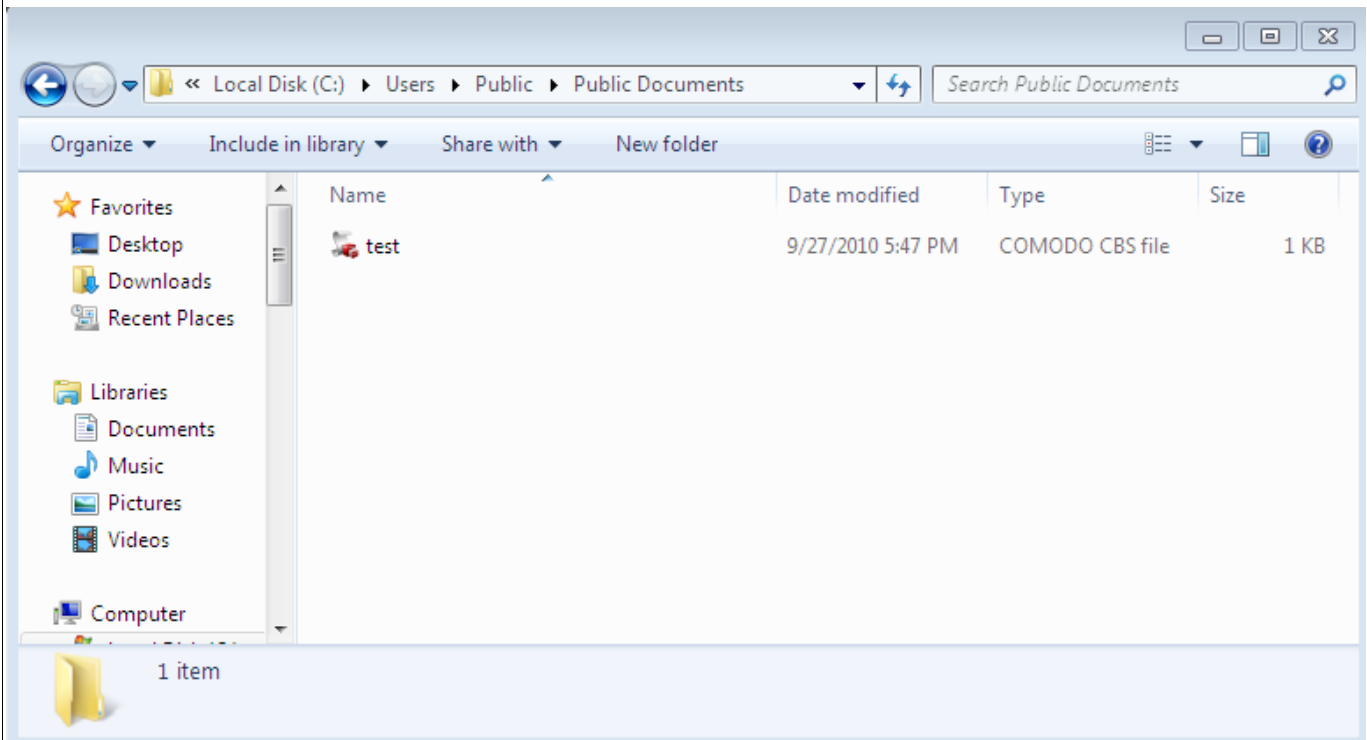 « Local Disk (C:) ▸ Users ▸ Public ▸ Public Documents
Search Public Documents
Organize Include in library Share with New folder
Favorites
Desktop
Downloads
Recent Places
Libraries
Documents
Music
Pictures
Videos
Computer
Name Date modified Type Size
test 9/27/2010 5:47 PM COMODO CBS file 1 KB
1 item